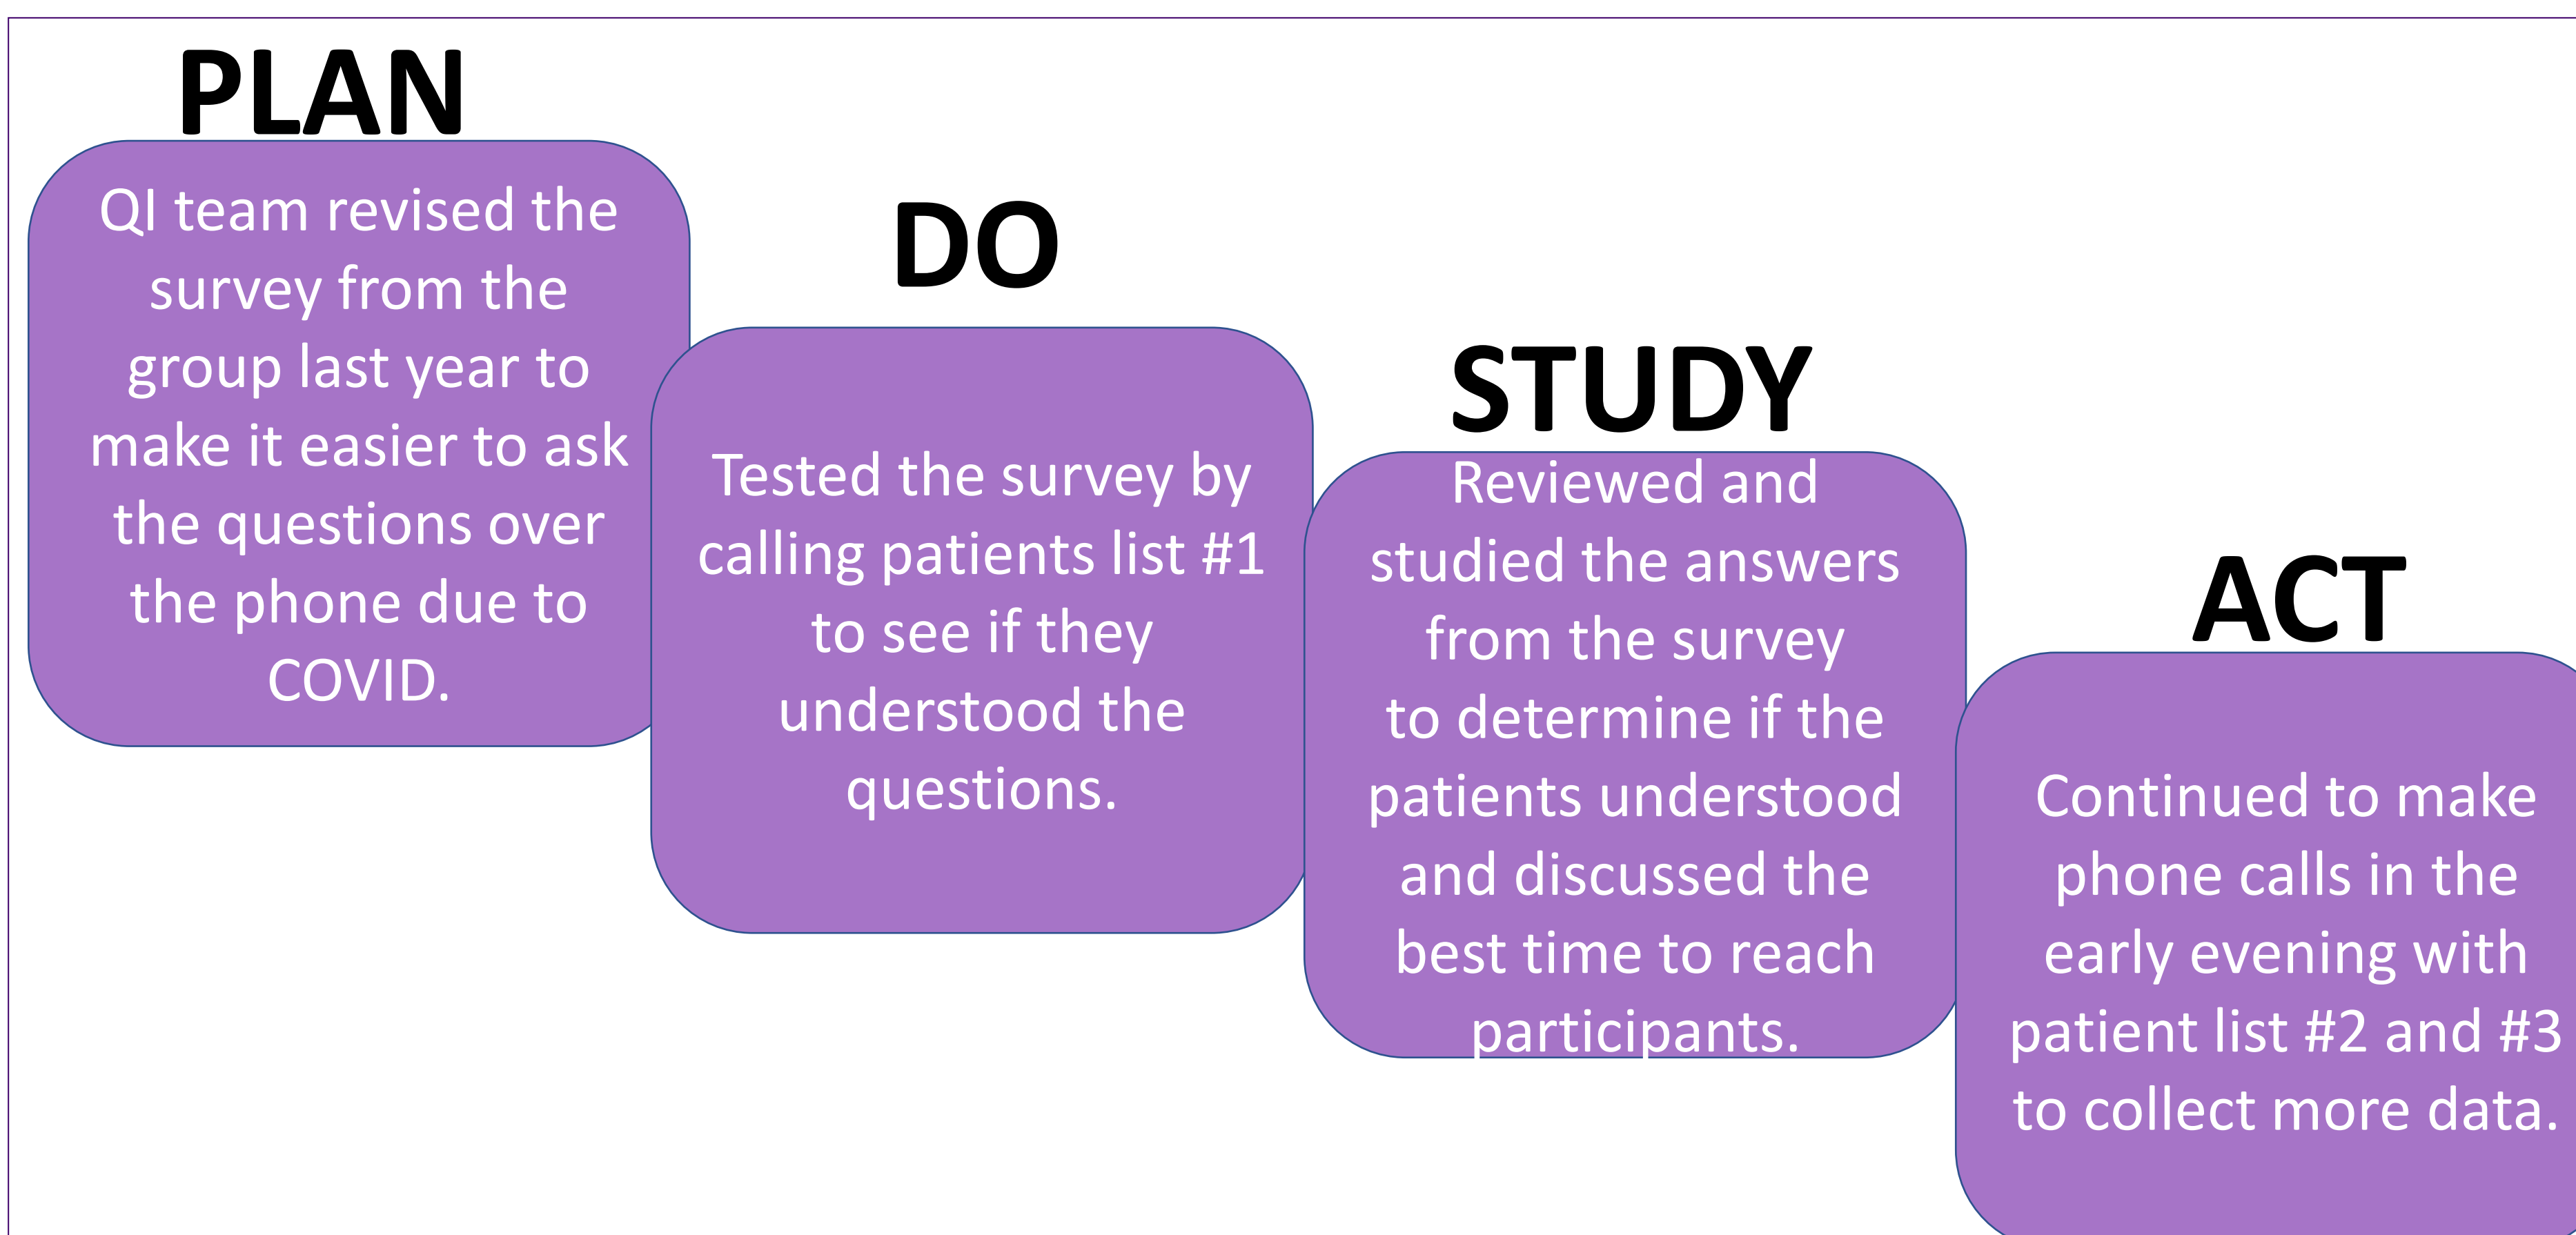 PLAN
QI team revised the
survey from the
group last year to
make it easier to ask
the questions over
the phone due to
COVID.
DO
Tested the survey by
calling patients list #1
to see if they
understood the
questions.
STUDY
Reviewed and
studied the answers
from the survey
to determine if the
patients understood
and discussed the
best time to reach
participants.
ACT
Continued to make
phone calls in the
early evening with
patient list #2 and #3
to collect more data.